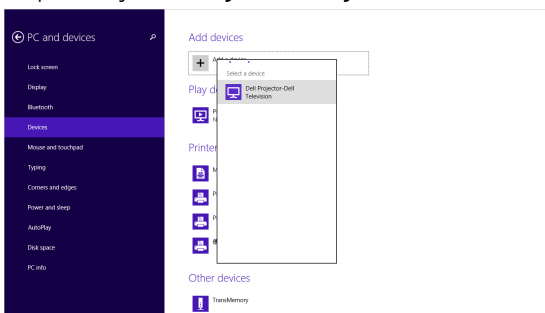 PC and devices
Lock screen
Display
Bluetooth
Devices
Mouse and touchpad
Typing
Corners and edges
Power and sleep
AutoPlay
Disk space
PC info
Add devices
Select a device
Dell Projector-Dell
Television
Play d
P
N
Printer
M
P
P
Other devices
TransMemory